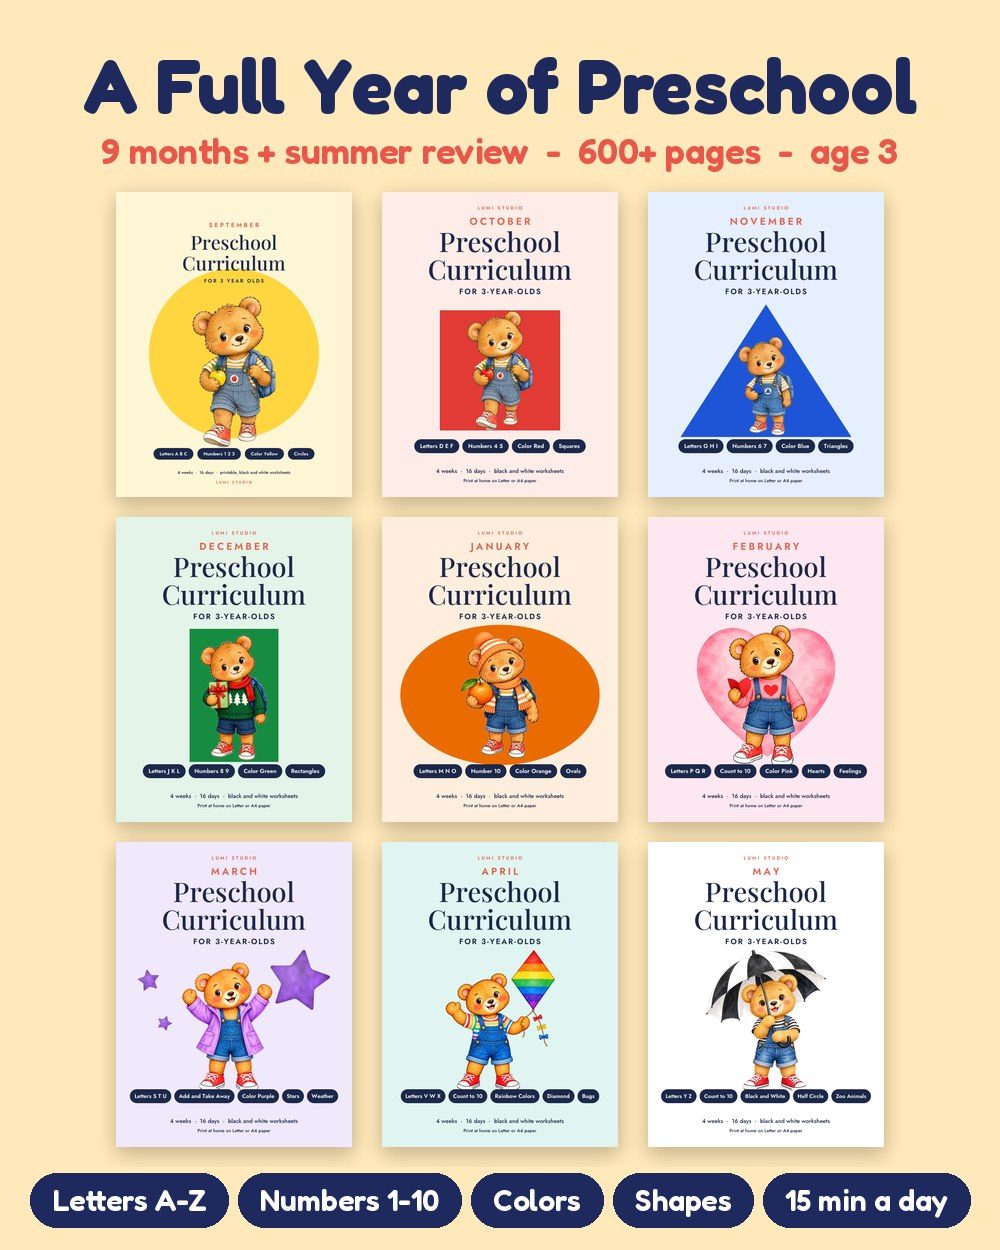 A Full Year of Preschool
9 months + summer review - 600+ pages - age 3
SEPTEMBER
Preschool
Curriculum
FOR 3 YEAR OLDS
Letters A B C
Numbers 1 2 3
Color Yellow
Circles
4 weeks · 16 days · printable, black and white worksheets
LUMI STUDIO
LUMI STUDIO
OCTOBER
Preschool
Curriculum
FOR 3-YEAR-OLDS
Letters D E F
Numbers 4 5
Color Red
Squares
4 weeks · 16 days · black and white worksheets
Print at home on Letter or A4 paper
LUMI STUDIO
NOVEMBER
Preschool
Curriculum
FOR 3-YEAR-OLDS
Letters G H I
Numbers 6 7
Color Blue
Triangles
4 weeks · 16 days · black and white worksheets
Print at home on Letter or A4 paper
LUMI STUDIO
DECEMBER
Preschool
Curriculum
FOR 3-YEAR-OLDS
Letters J K L
Numbers 8 9
Color Green
Rectangles
4 weeks · 16 days · black and white worksheets
Print at home on Letter or A4 paper
LUMI STUDIO
JANUARY
Preschool
Curriculum
FOR 3-YEAR-OLDS
Letters M N O
Number 10
Color Orange
Ovals
4 weeks · 16 days · black and white worksheets
Print at home on Letter or A4 paper
LUMI STUDIO
FEBRUARY
Preschool
Curriculum
FOR 3-YEAR-OLDS
Letters P Q R
Count to 10
Color Pink
Hearts
Feelings
4 weeks · 16 days · black and white worksheets
Print at home on Letter or A4 paper
LUMI STUDIO
MARCH
Preschool
Curriculum
FOR 3-YEAR-OLDS
Letters S T U
Add and Take Away
Color Purple
Stars
Weather
4 weeks · 16 days · black and white worksheets
Print at home on Letter or A4 paper
LUMI STUDIO
APRIL
Preschool
Curriculum
FOR 3-YEAR-OLDS
Letters V W X
Count to 10
Rainbow Colors
Diamond
Bugs
4 weeks · 16 days · black and white worksheets
Print at home on Letter or A4 paper
LUMI STUDIO
MAY
Preschool
Curriculum
FOR 3-YEAR-OLDS
Letters Y Z
Count to 10
Black and White
Half Circle
Zoo Animals
4 weeks · 16 days · black and white worksheets
Print at home on Letter or A4 paper
Letters A-Z
Numbers 1-10
Colors
Shapes
15 min a day